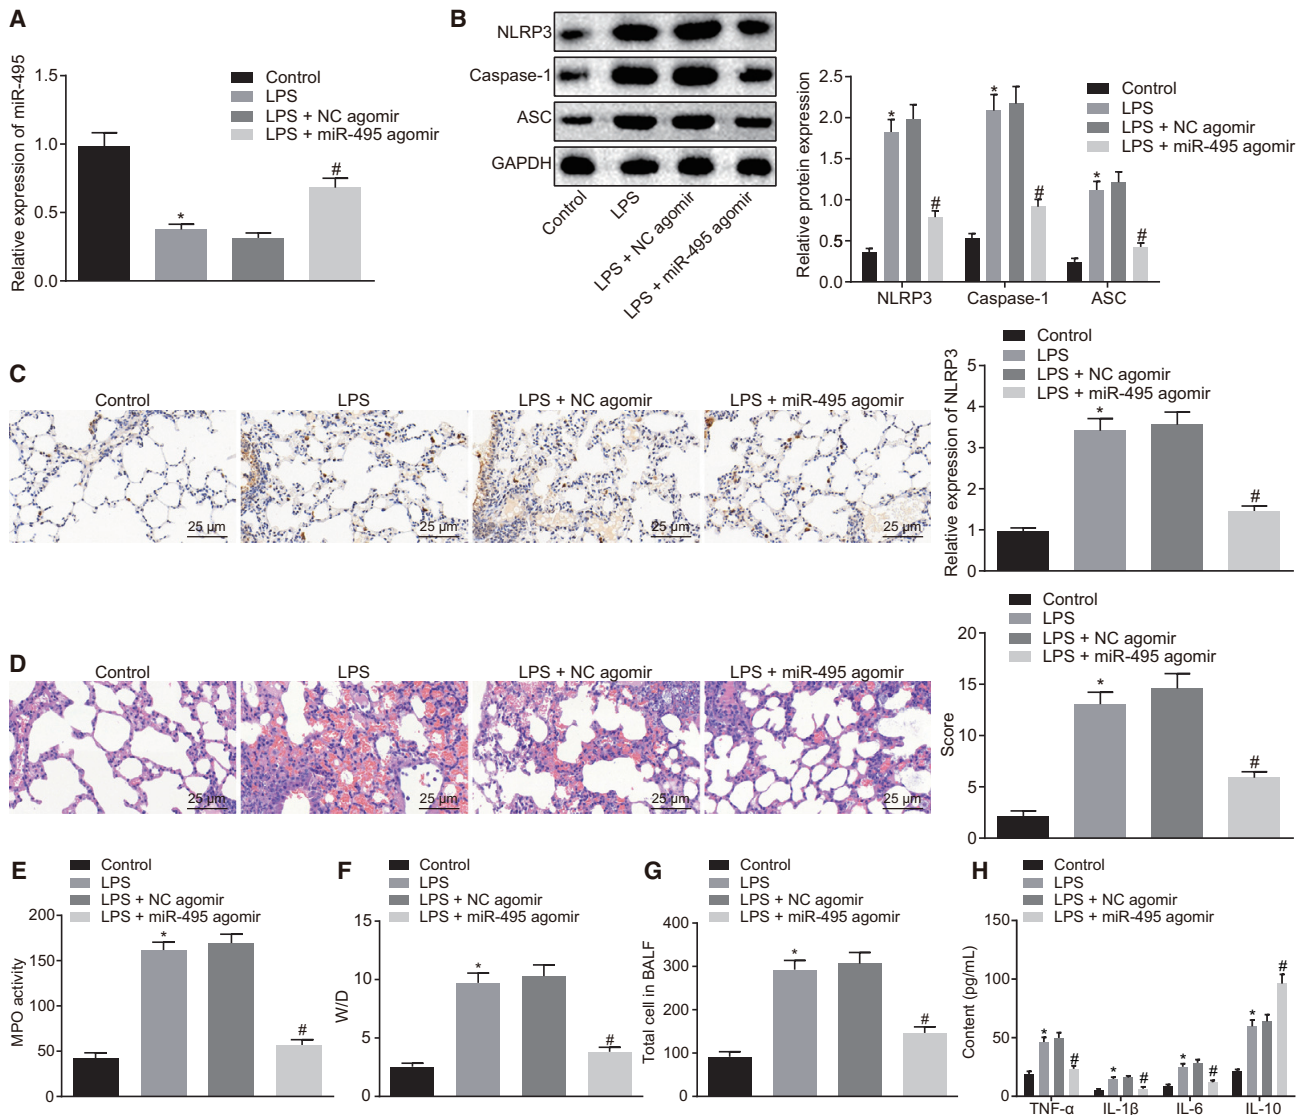 A
Relative expression of miR-495
1.5
1.0
0.5
0.0
Control
LPS
LPS + NC agomir
LPS + miR-495 agomir
*
#
B
NLRP3
Caspase-1
ASC
GAPDH
Control
LPS
LPS + NC agomir
LPS + miR-495 agomir
Relative protein expression
2.5
2.0
1.5
1.0
0.5
0.0
Control
LPS
LPS + NC agomir
LPS + miR-495 agomir
*
#
*
#
*
#
NLRP3
Caspase-1
ASC
C
Control
LPS
LPS + NC agomir
LPS + miR-495 agomir
25 µm
25 µm
25 µm
25 µm
Relative expression of NLRP3
5
4
3
2
1
0
Control
LPS
LPS + NC agomir
LPS + miR-495 agomir
*
#
D
Control
LPS
LPS + NC agomir
LPS + miR-495 agomir
25 µm
25 µm
25 µm
25 µm
Score
20
15
10
5
0
Control
LPS
LPS + NC agomir
LPS + miR-495 agomir
*
#
E
Control
LPS
LPS + NC agomir
LPS + miR-495 agomir
MPO activity
200
150
100
50
0
*
#
F
Control
LPS
LPS + NC agomir
LPS + miR-495 agomir
W/D
15
10
5
0
*
#
G
Control
LPS
LPS + NC agomir
LPS + miR-495 agomir
Total cell in BALF
400
300
200
100
0
*
#
H
Control
LPS
LPS + NC agomir
LPS + miR-495 agomir
Content (pg/mL)
150
100
50
0
*
#
*
#
*
#
*
#
TNF-α
IL-1β
IL-6
IL-10